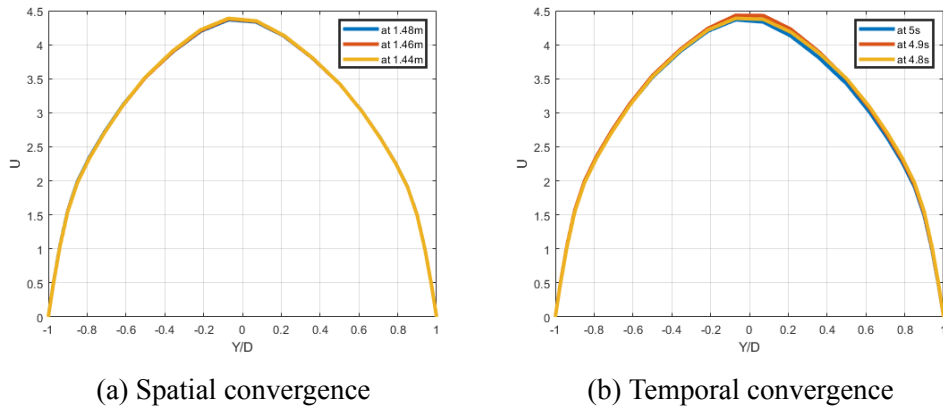 4.5
4
3.5
3
2.5
2
1.5
1
0.5
0
U
-1 -0.8 -0.6 -0.4 -0.2 0 0.2 0.4 0.6 0.8 1
Y/D
at 1.48m
at 1.46m
at 1.44m
(a) Spatial convergence
4.5
4
3.5
3
2.5
2
1.5
1
0.5
0
U
-1 -0.8 -0.6 -0.4 -0.2 0 0.2 0.4 0.6 0.8 1
Y/D
at 5s
at 4.9s
at 4.8s
(b) Temporal convergence